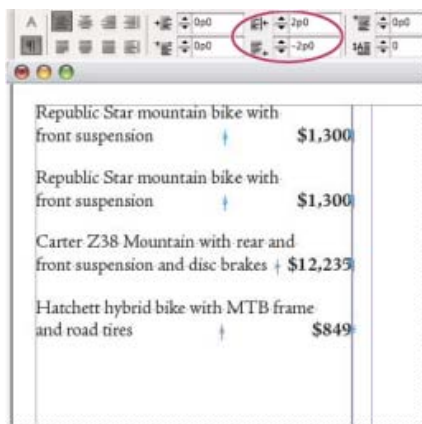 A 0p0 2p0 0p0
¶ 0p0 -2p0 0
Republic Star mountain bike with
front suspension $1,300
Republic Star mountain bike with
front suspension $1,300
Carter Z38 Mountain with rear and
front suspension and disc brakes $12,235
Hatchett hybrid bike with MTB frame
and road tires $849